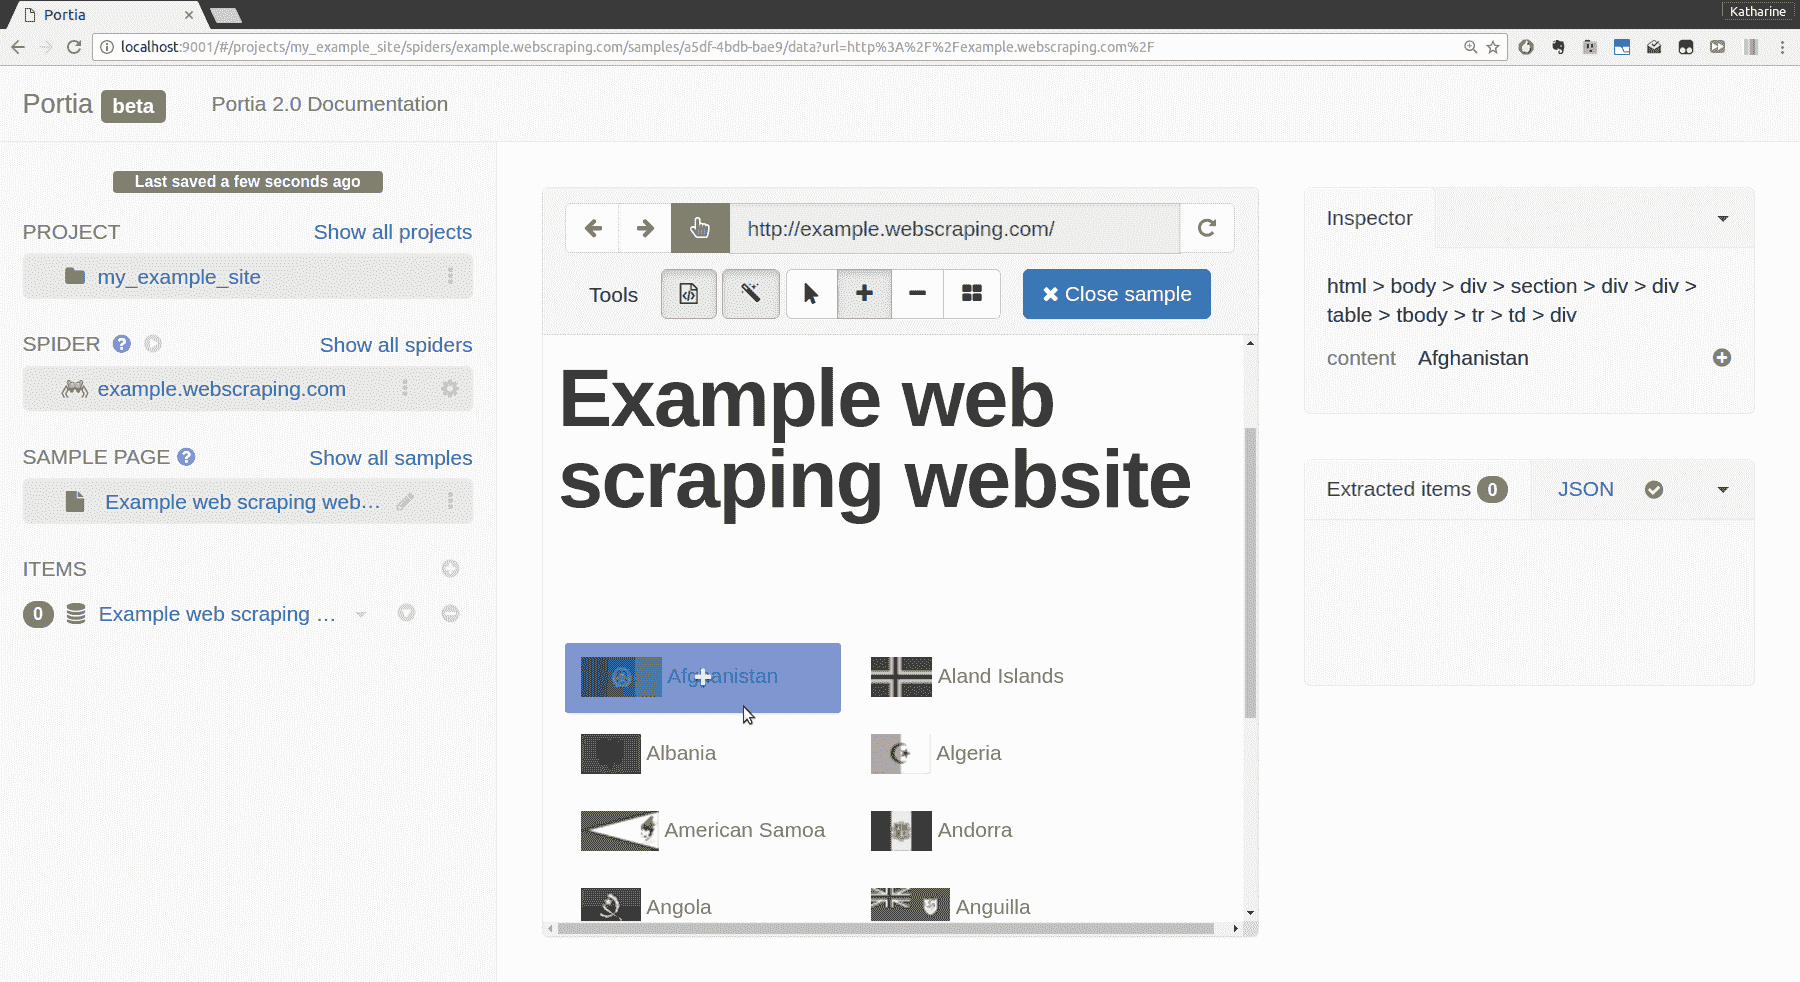 Portia
Katharine
localhost:9001/#/projects/my_example_site/spiders/example.webscraping.com/samples/a5df-4bdb-bae9/data?url=http%3A%2F%2Fexample.webscraping.com%2F
Portia beta Portia 2.0 Documentation
Last saved a few seconds ago
PROJECT Show all projects
my_example_site
SPIDER ? Show all spiders
example.webscraping.com
SAMPLE PAGE ? Show all samples
Example web scraping web...
ITEMS
0 Example web scraping ...
http://example.webscraping.com/
Tools Close sample
Example web
scraping website
Afghanistan Aland Islands
Albania Algeria
American Samoa Andorra
Angola Anguilla
Inspector
html > body > div > section > div > div >
table > tbody > tr > td > div
content Afghanistan
Extracted items 0 JSON